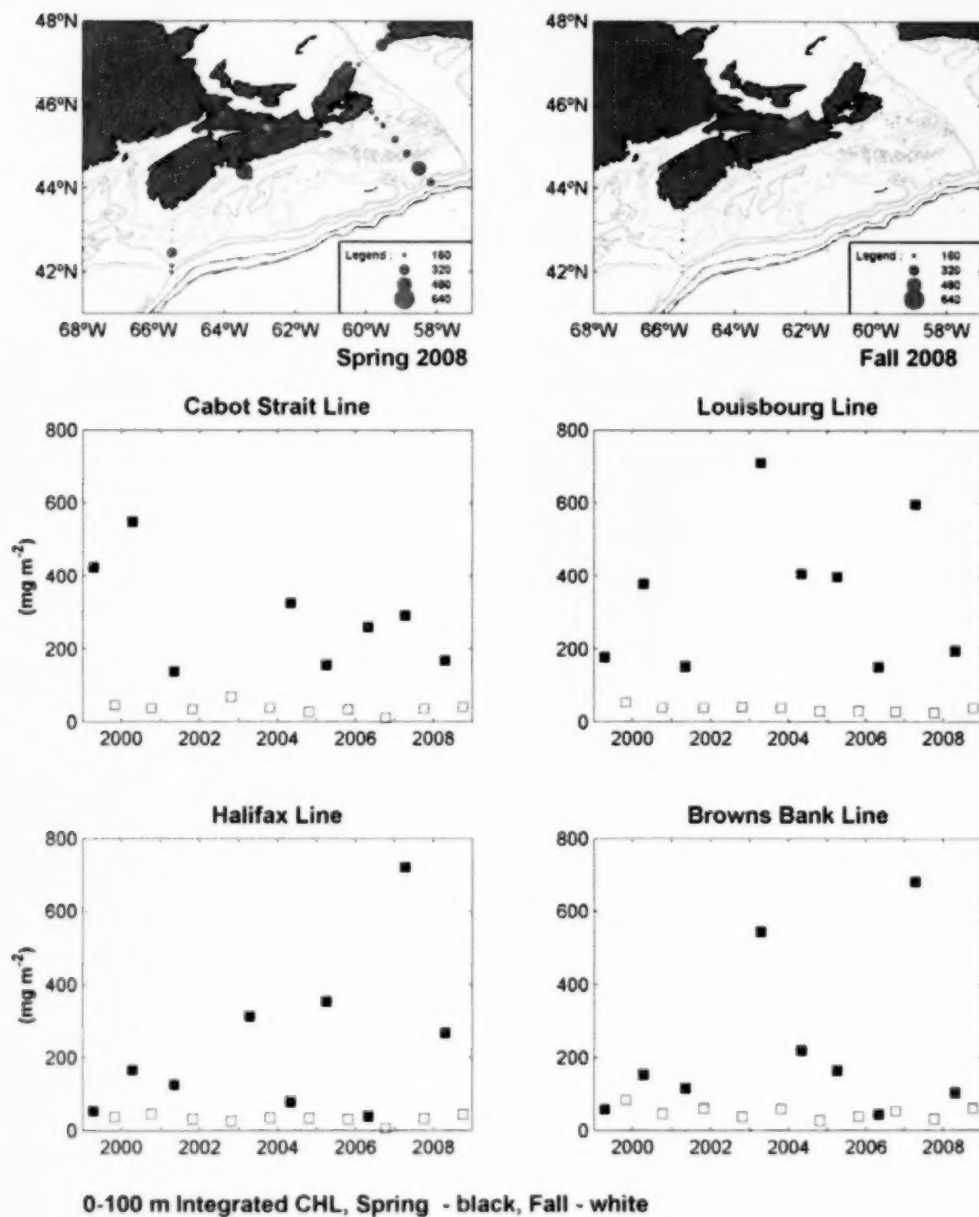 48°N
46°N
44°N
42°N
Legend :
160
320
480
640
68°W 66°W 64°W 62°W 60°W 58°W
Spring 2008
48°N
46°N
44°N
42°N
Legend :
160
320
480
640
68°W 66°W 64°W 62°W 60°W 58°W
Fall 2008
Cabot Strait Line
800
600
400
200
0
(mg m⁻²)
2000 2002 2004 2006 2008
Louisbourg Line
800
600
400
200
0
2000 2002 2004 2006 2008
Halifax Line
800
600
400
200
0
(mg m⁻²)
2000 2002 2004 2006 2008
Browns Bank Line
800
600
400
200
0
2000 2002 2004 2006 2008
0-100 m Integrated CHL, Spring - black, Fall - white